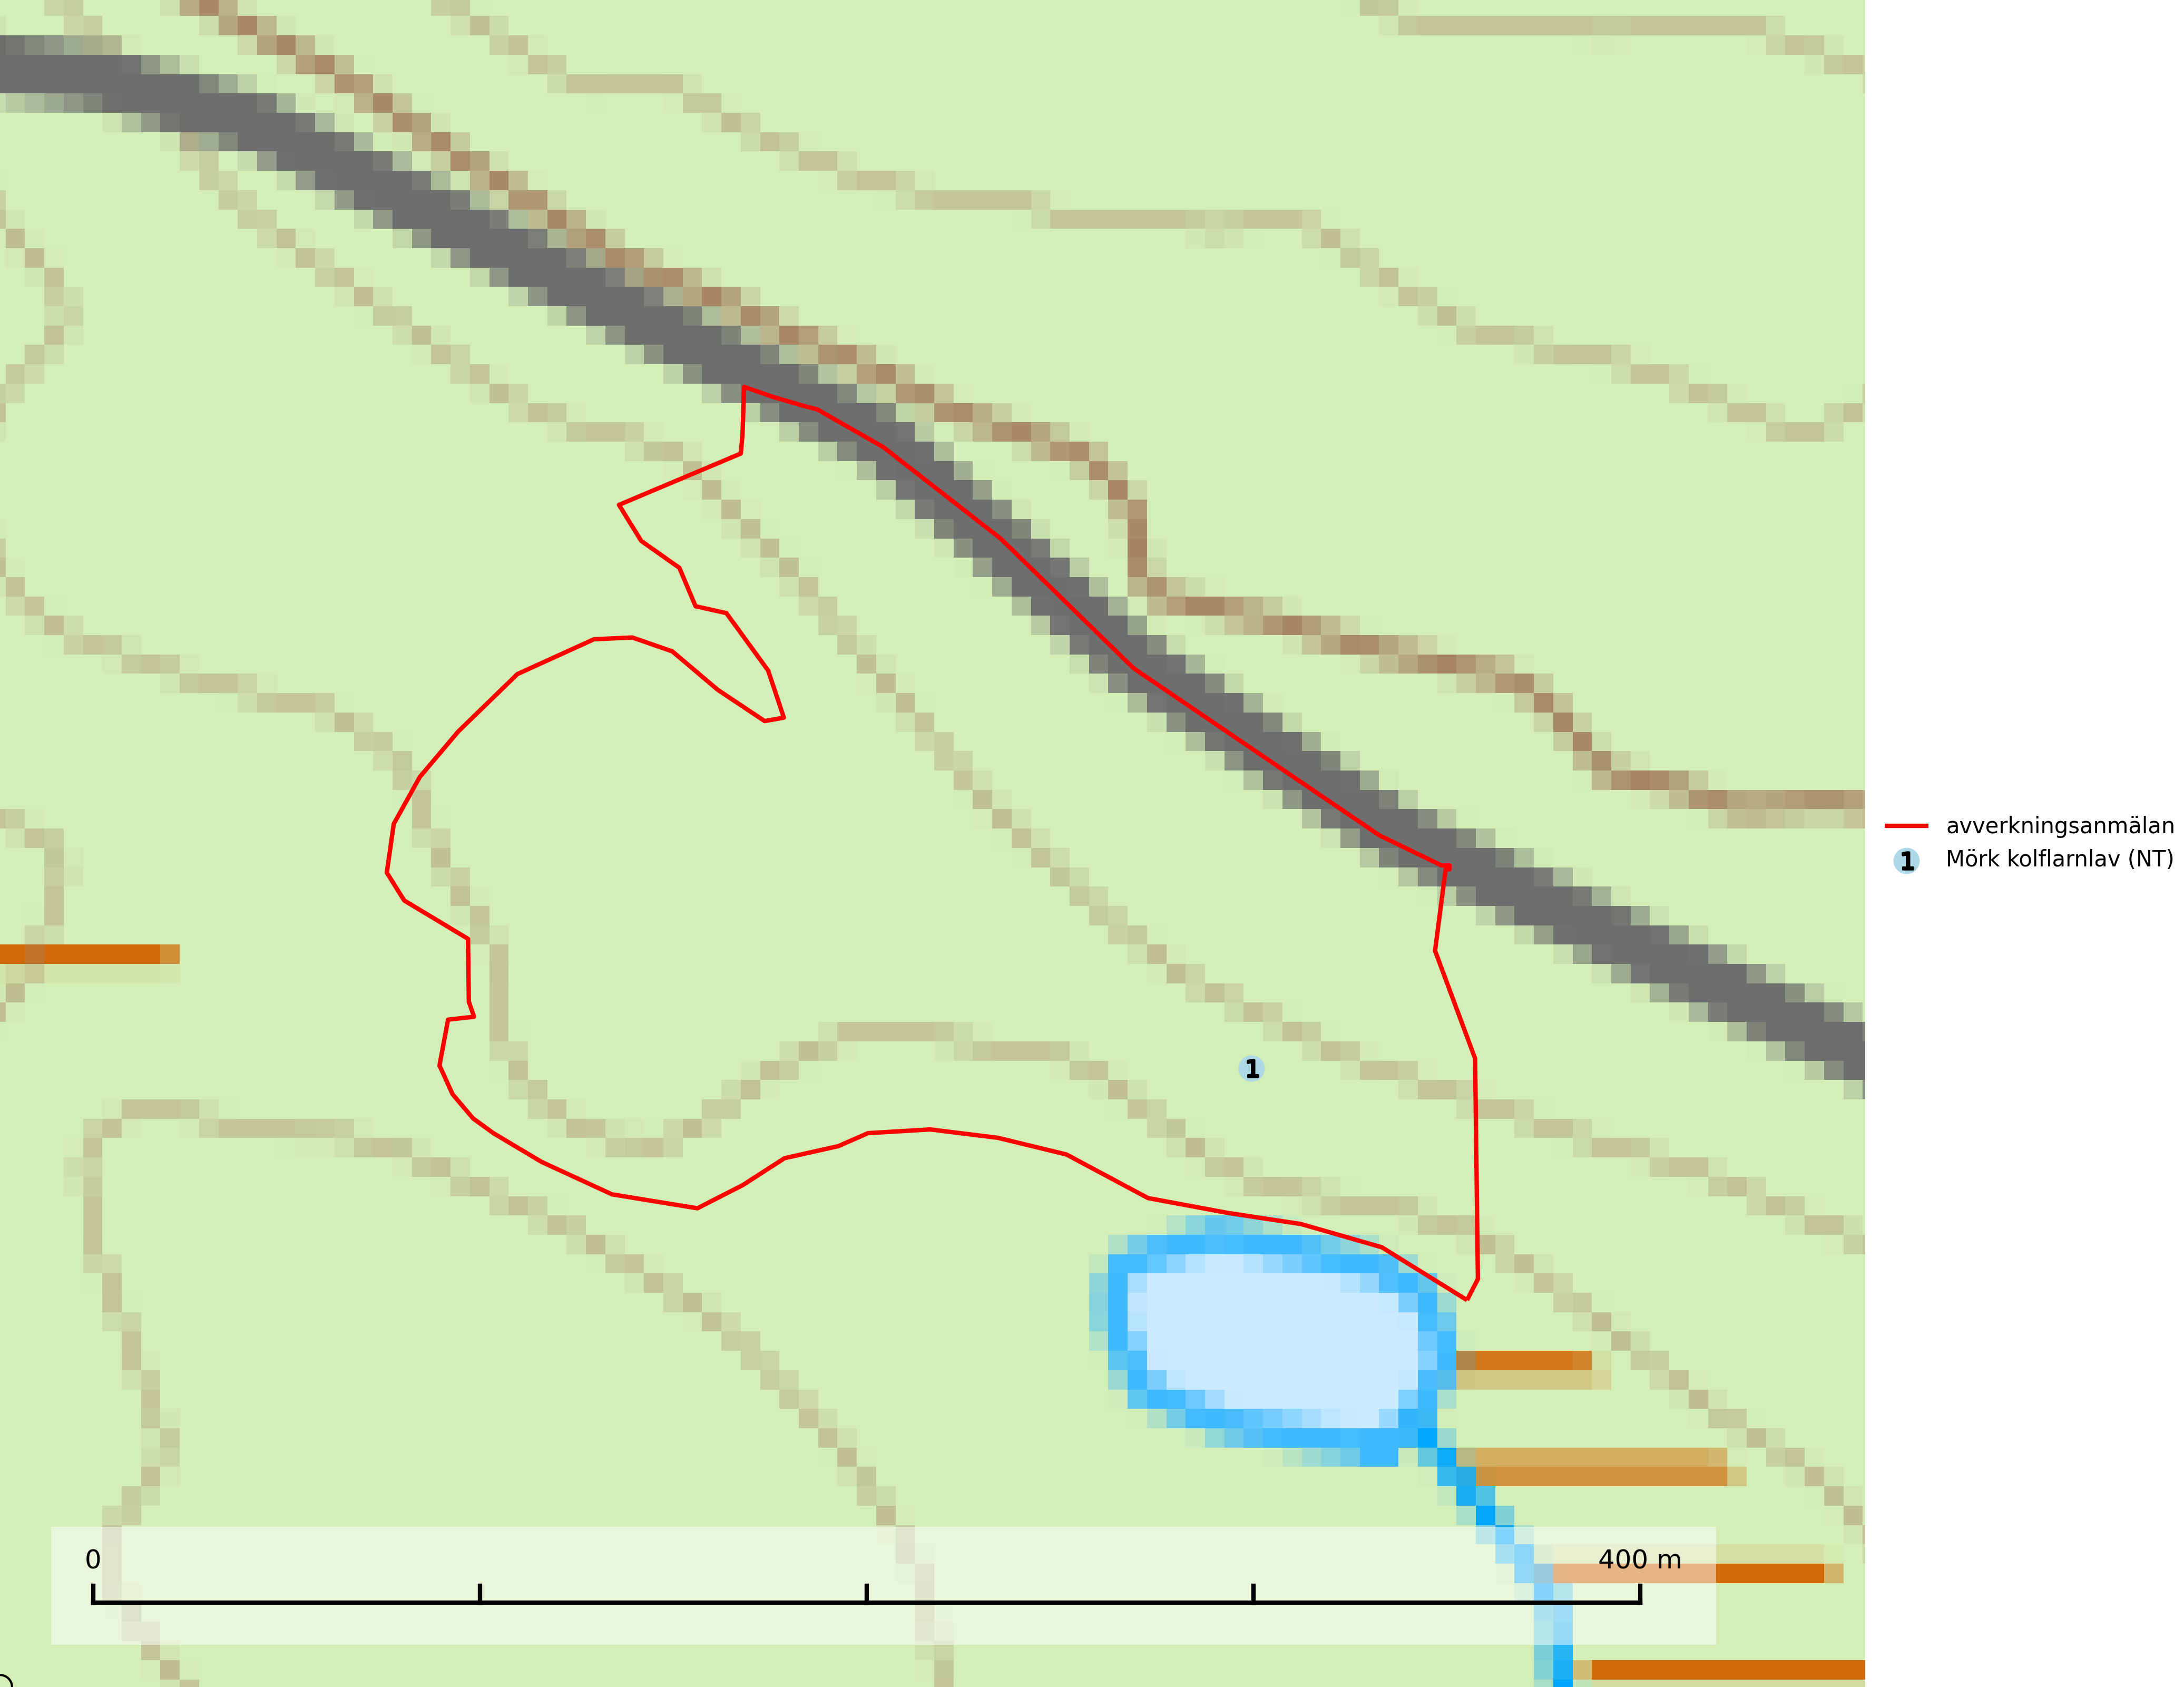 avverkningsanmälan
1 Mörk kolflarnlav (NT)
1
0 400 m